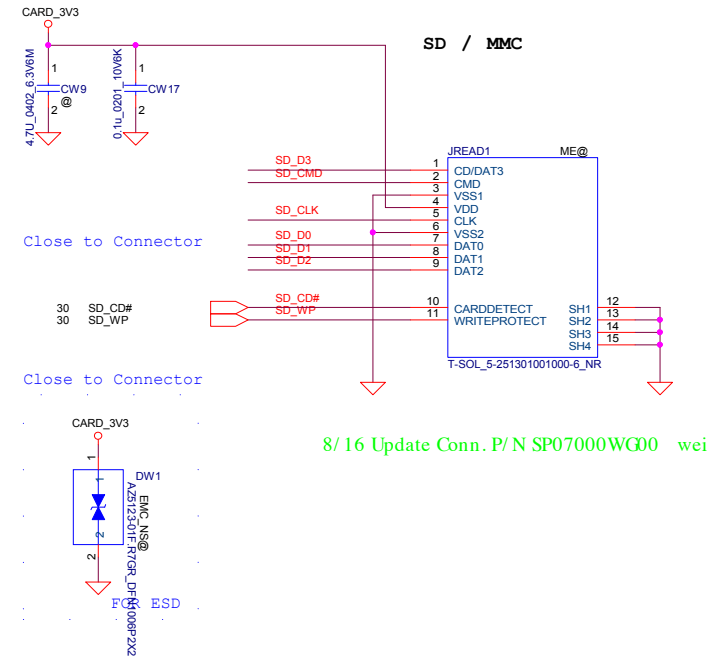 CARD_3V3
SD / MMC
4.7U_0402_6.3V6M
1
CW9
@
2
0.1u_0201_10V6K
1
CW17
2
JREAD1
ME@
SD_D3
1
CD/DAT3
SD_CMD
2
CMD
3
VSS1
4
VDD
SD_CLK
5
CLK
6
VSS2
SD_D0
7
DAT0
SD_D1
8
DAT1
SD_D2
9
DAT2
Close to Connector
30 SD_CD#
SD_CD#
10
CARDDETECT
30 SD_WP
SD_WP
11
WRITEPROTECT
SH1
12
SH2
13
SH3
14
SH4
15
T-SOL_5-251301001000-6_NR
Close to Connector
CARD_3V3
8/16 Update Conn. P/N SP07000WG00 wei
1
1
DW1
EMC_NS@
AZ5123-01F.R7GR_DFN1006P2X2
2
2
FOR ESD